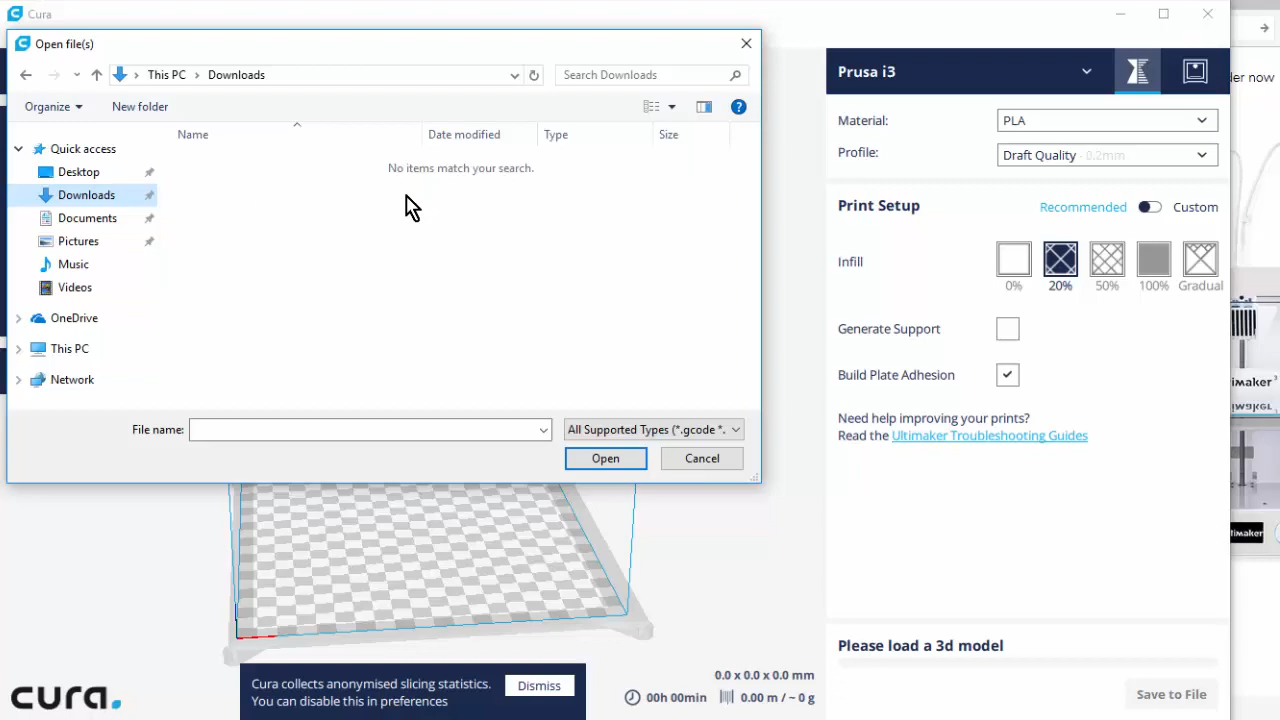 Cura
Open file(s)
This PC
Downloads
Search Downloads
Organize
New folder
Name
Date modified
Type
Size
No items match your search.
Quick access
Desktop
Downloads
Documents
Pictures
Music
Videos
OneDrive
This PC
Network
File name:
All Supported Types (*.gcode *.
Open
Cancel
Prusa i3
Material:
PLA
Profile:
Draft Quality - 0.2mm
Print Setup
Recommended
Custom
Infill
0%
20%
50%
100%
Gradual
Generate Support
Build Plate Adhesion
Need help improving your prints?
Read the Ultimaker Troubleshooting Guides
Please load a 3d model
Save to File
cura.
Cura collects anonymised slicing statistics.
You can disable this in preferences
Dismiss
0.0 x 0.0 x 0.0 mm
00h 00min
0.00 m / ~ 0 g
der now
imaker³
imaker
timaker